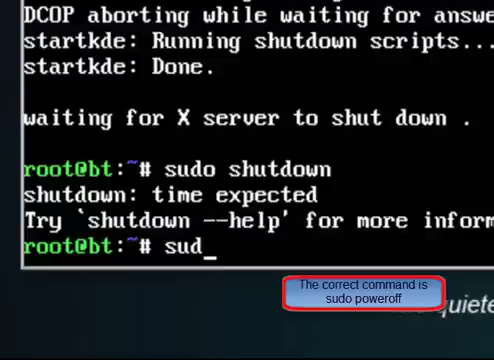 DCOP aborting while waiting for answe
startkde: Running shutdown scripts...
startkde: Done.
waiting for X server to shut down .
root@bt:~# sudo shutdown
shutdown: time expected
Try `shutdown --help' for more inform
root@bt:~# sud_
The correct command is
sudo poweroff
quiete